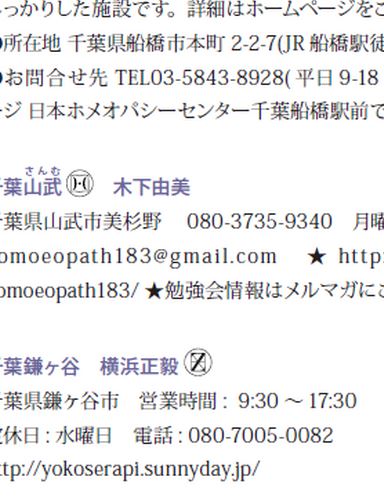 っかりした施設です。詳細はホームページをご
所在地 千葉県船橋市本町 2-2-7(JR 船橋駅徒
お問合せ先 TEL03-5843-8928( 平日 9-18
ジ 日本ホメオパシーセンター千葉船橋駅前で
さんむ
葉山武 木下由美
葉県山武市美杉野 080-3735-9340 月曜
omoeopath183@gmail.com ★ http
omoeopath183/ ★勉強会情報はメルマガにこ
葉鎌ヶ谷 横浜正毅
葉県鎌ヶ谷市 営業時間 : 9:30 〜 17:30
休日 : 水曜日 電話 : 080-7005-0082
ttp://yokoserapi.sunnyday.jp/